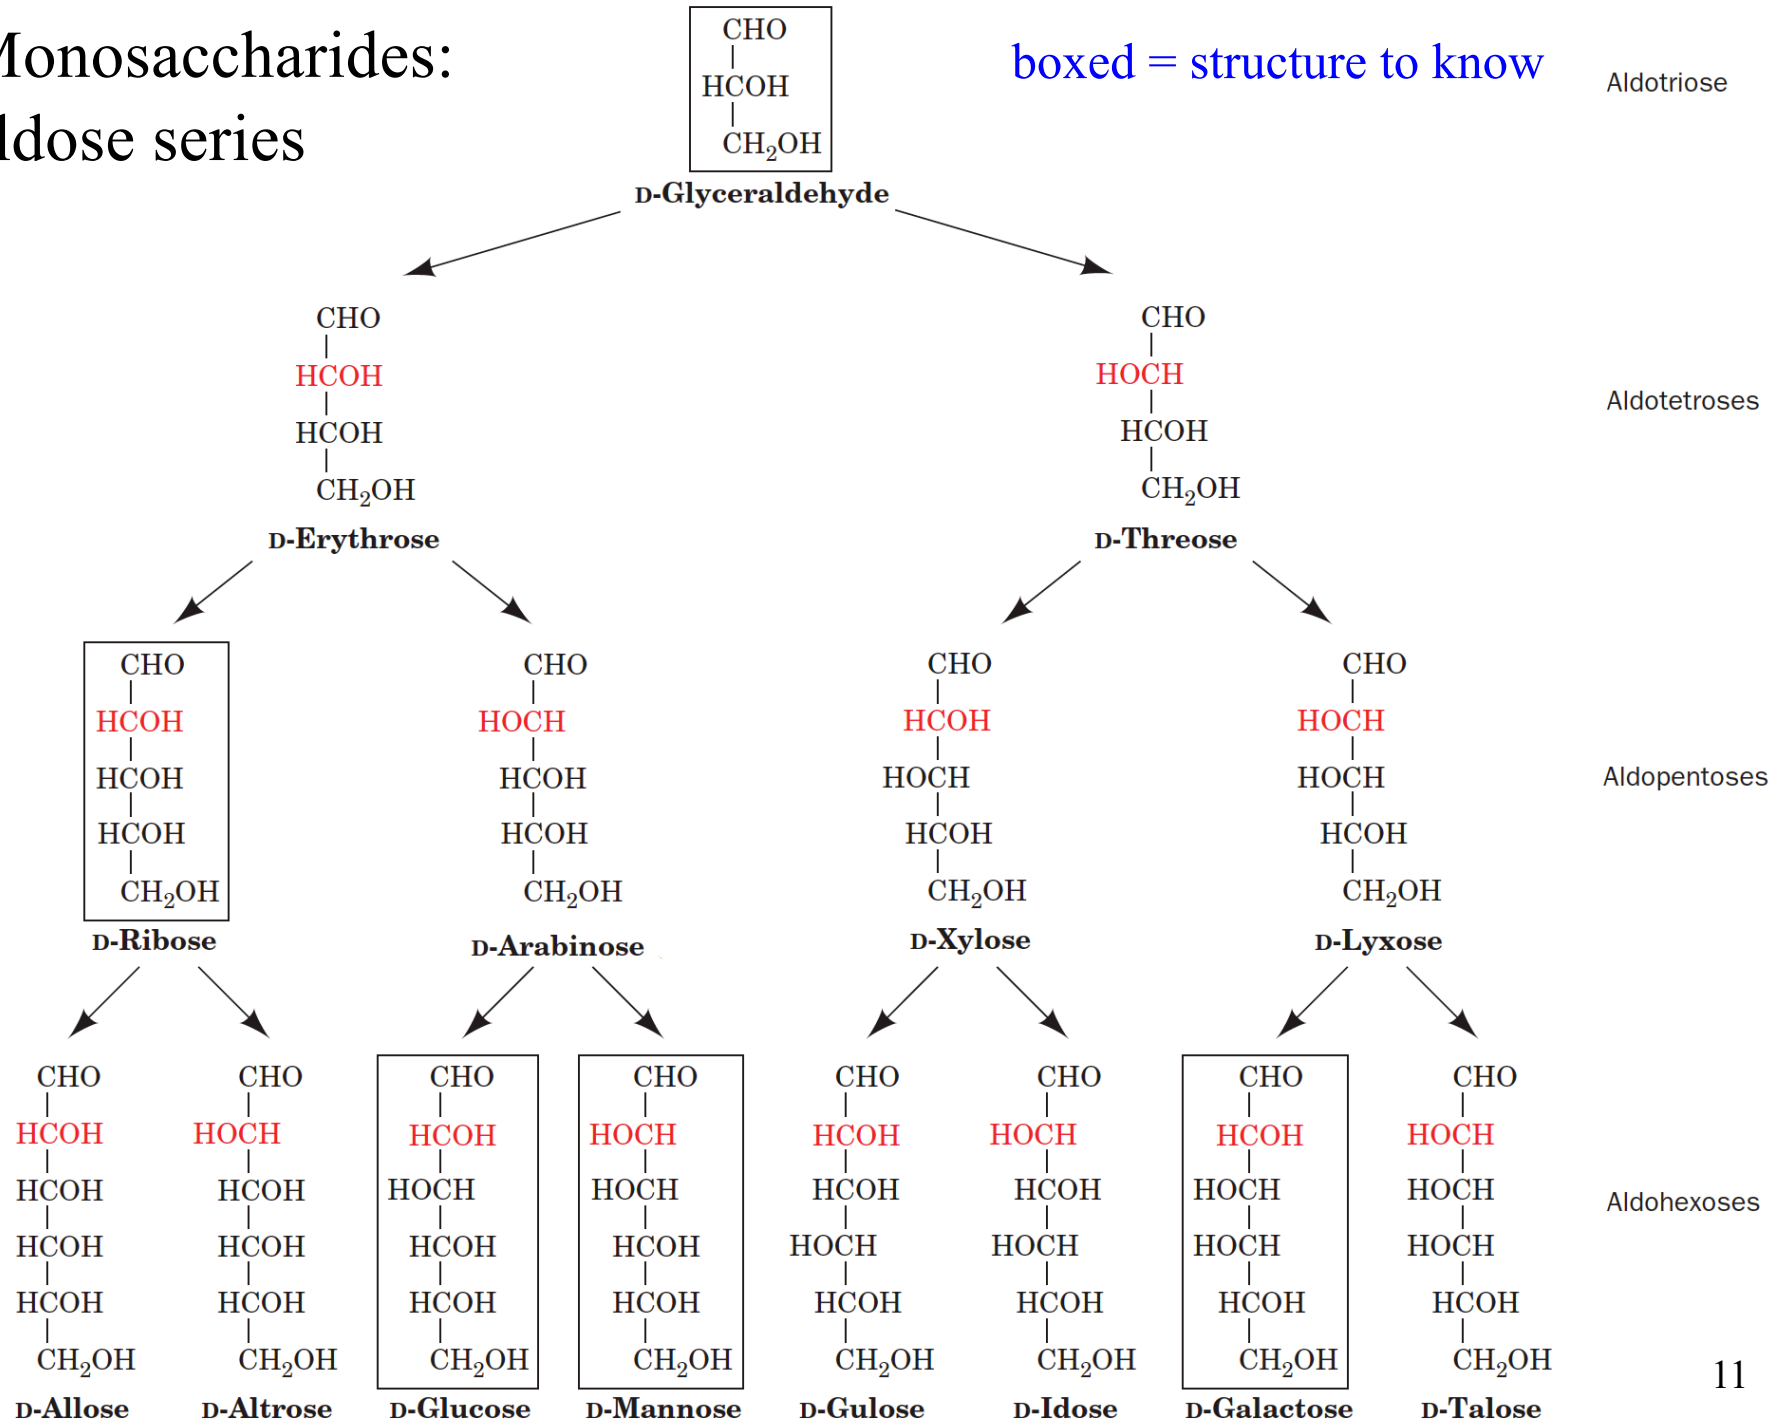 Monosaccharides:
ldose series
boxed = structure to know
Aldotriose
CHO
HCOH
CH₂OH
D-Glyceraldehyde
CHO CHO
HCOH HOCH
HCOH HCOH
CH₂OH CH₂OH
Aldotetroses
D-Erythrose D-Threose
CHO CHO CHO CHO
HCOH HOCH HCOH HOCH
HCOH HCOH HOCH HOCH
HCOH HCOH HCOH HCOH
CH₂OH CH₂OH CH₂OH CH₂OH
Aldopentoses
D-Ribose D-Arabinose D-Xylose D-Lyxose
CHO CHO CHO CHO CHO CHO CHO CHO
HCOH HOCH HCOH HOCH HCOH HOCH HCOH HOCH
HCOH HCOH HOCH HOCH HCOH HCOH HOCH HOCH
HCOH HCOH HCOH HCOH HOCH HOCH HOCH HOCH
HCOH HCOH HCOH HCOH HCOH HCOH HCOH HCOH
CH₂OH CH₂OH CH₂OH CH₂OH CH₂OH CH₂OH CH₂OH CH₂OH
Aldohexoses
D-Allose D-Altrose D-Glucose D-Mannose D-Gulose D-Idose D-Galactose D-Talose
11